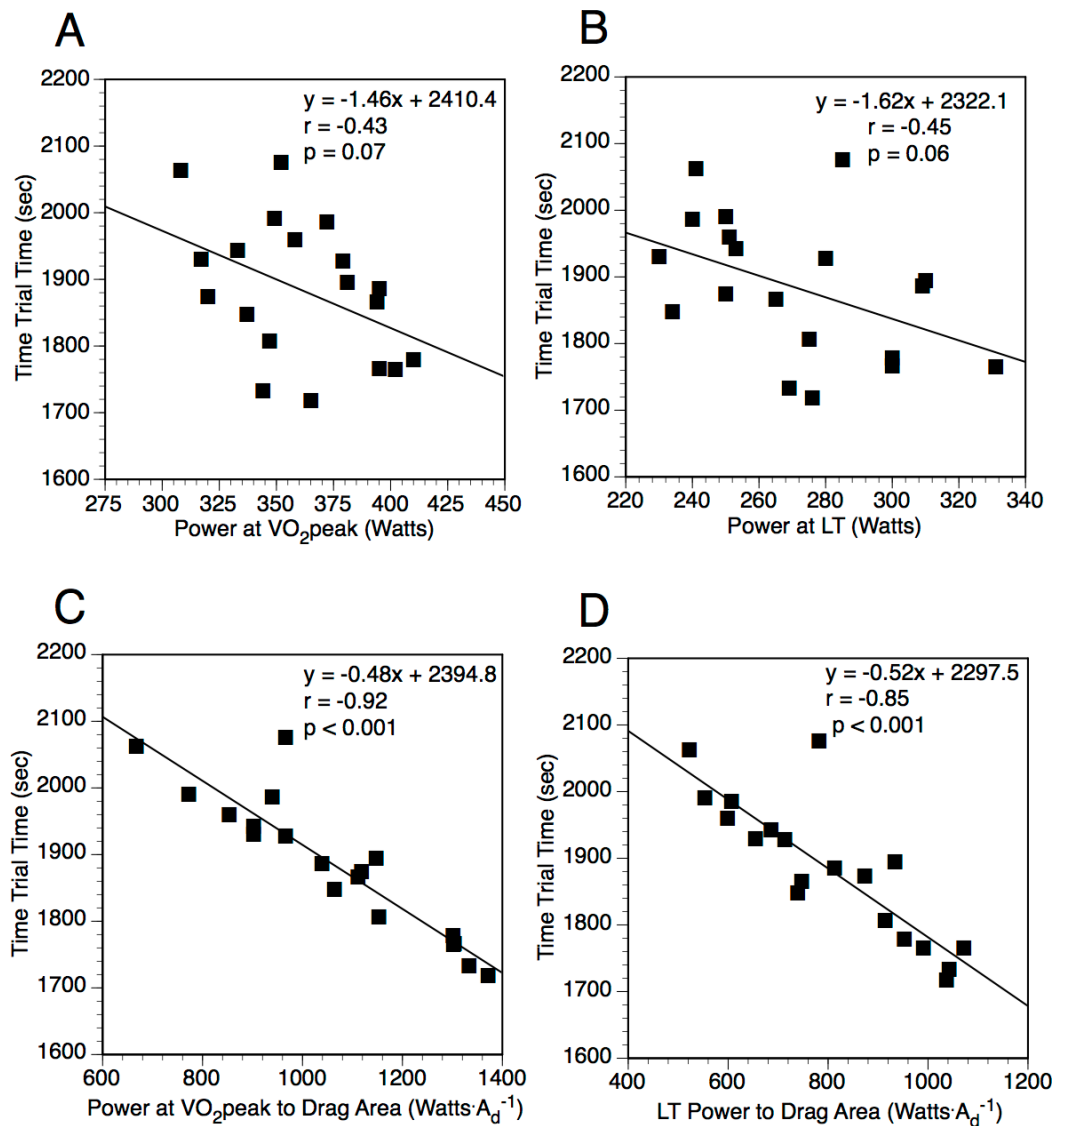 A
2200
2100
2000
1900
1800
1700
1600
Time Trial Time (sec)
y = -1.46x + 2410.4
r = -0.43
p = 0.07
275 300 325 350 375 400 425 450
Power at VO2peak (Watts)
B
2200
2100
2000
1900
1800
1700
1600
Time Trial Time (sec)
y = -1.62x + 2322.1
r = -0.45
p = 0.06
220 240 260 280 300 320 340
Power at LT (Watts)
C
2200
2100
2000
1900
1800
1700
1600
Time Trial Time (sec)
y = -0.48x + 2394.8
r = -0.92
p < 0.001
600 800 1000 1200 1400
Power at VO2peak to Drag Area (Watts·Ad-1)
D
2200
2100
2000
1900
1800
1700
1600
Time Trial Time (sec)
y = -0.52x + 2297.5
r = -0.85
p < 0.001
400 600 800 1000 1200
LT Power to Drag Area (Watts·Ad-1)